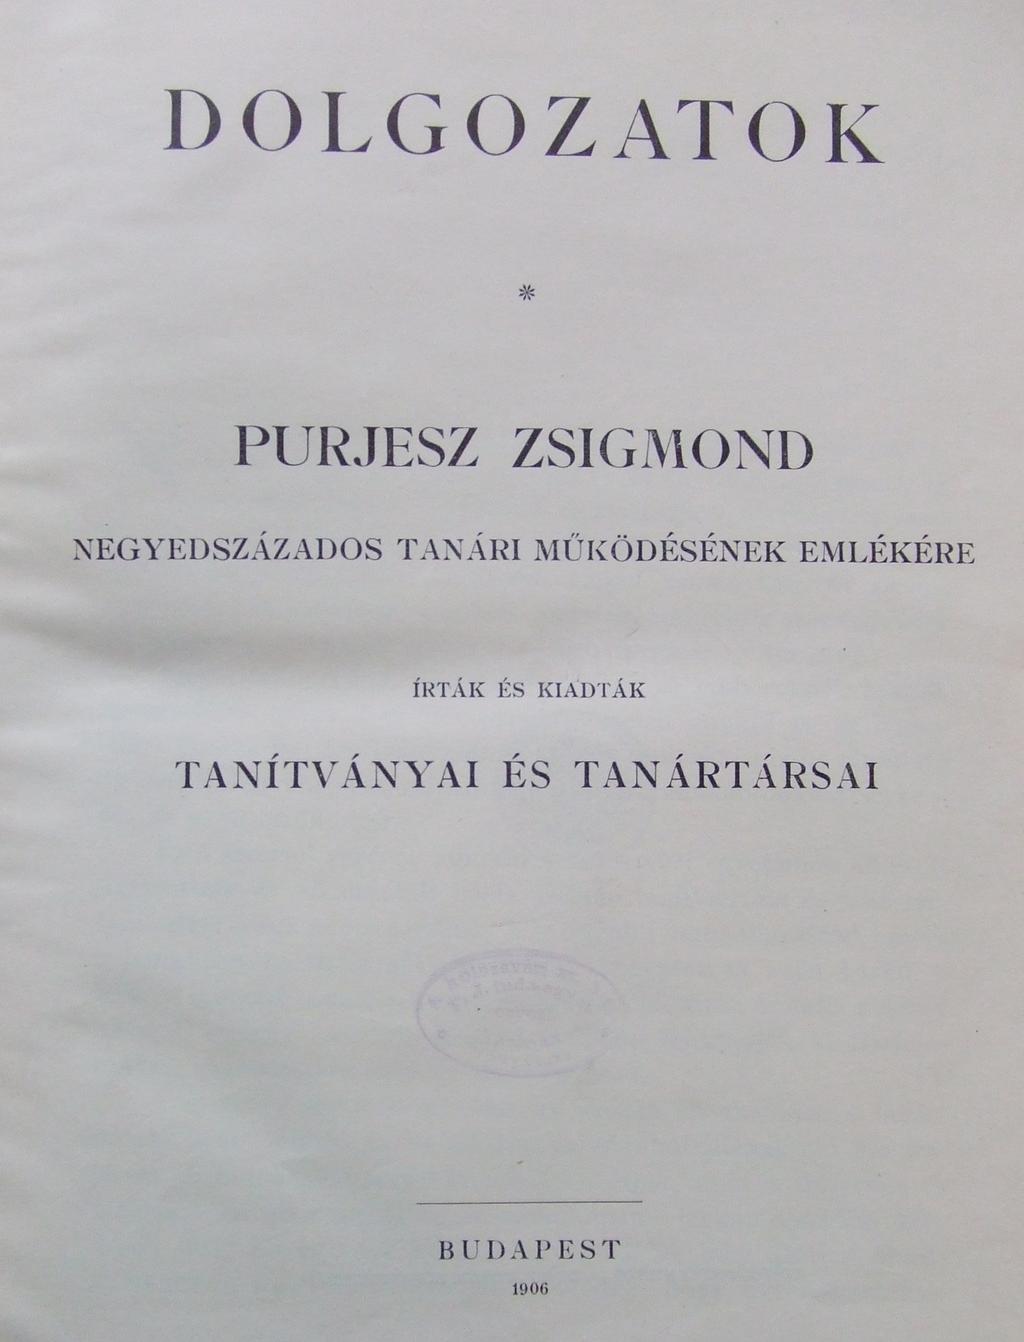 DOLGOZATOK
*
PURJESZ ZSIGMOND
NEGYEDSZÁZADOS TANÁRI MŰKÖDÉSÉNEK EMLÉKÉRE
ÍRTÁK ÉS KIADTÁK
TANÍTVÁNYAI ÉS TANÁRTÁRSAI
BUDAPEST
1906